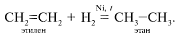 CH₂=CH₂ + H₂ ⇌ CH₃—CH₃.
Ni, t
этилен этан